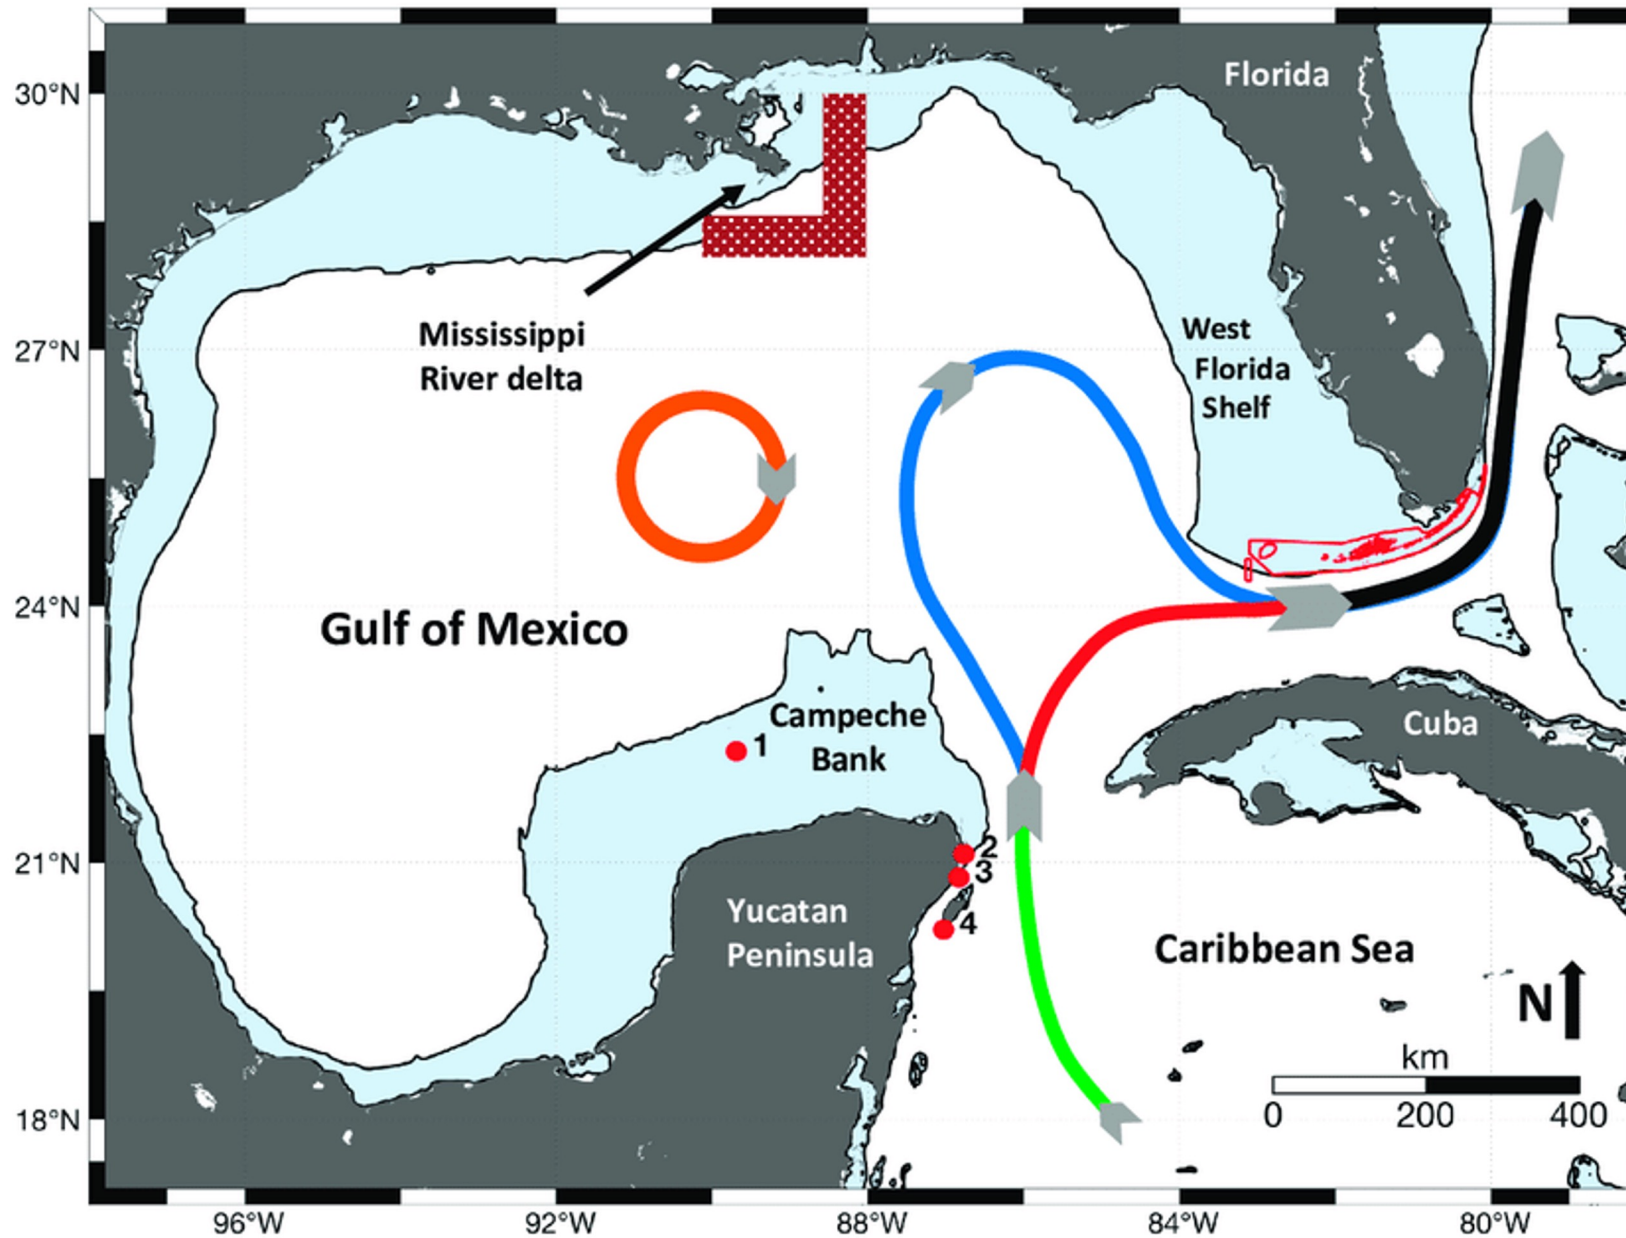 30°N
Florida
Mississippi
River delta
West
Florida
Shelf
27°N
24°N
Gulf of Mexico
Campeche
Bank
Cuba
1
2
3
4
21°N
Yucatan
Peninsula
Caribbean Sea
N
km
0 200 400
18°N
96°W 92°W 88°W 84°W 80°W